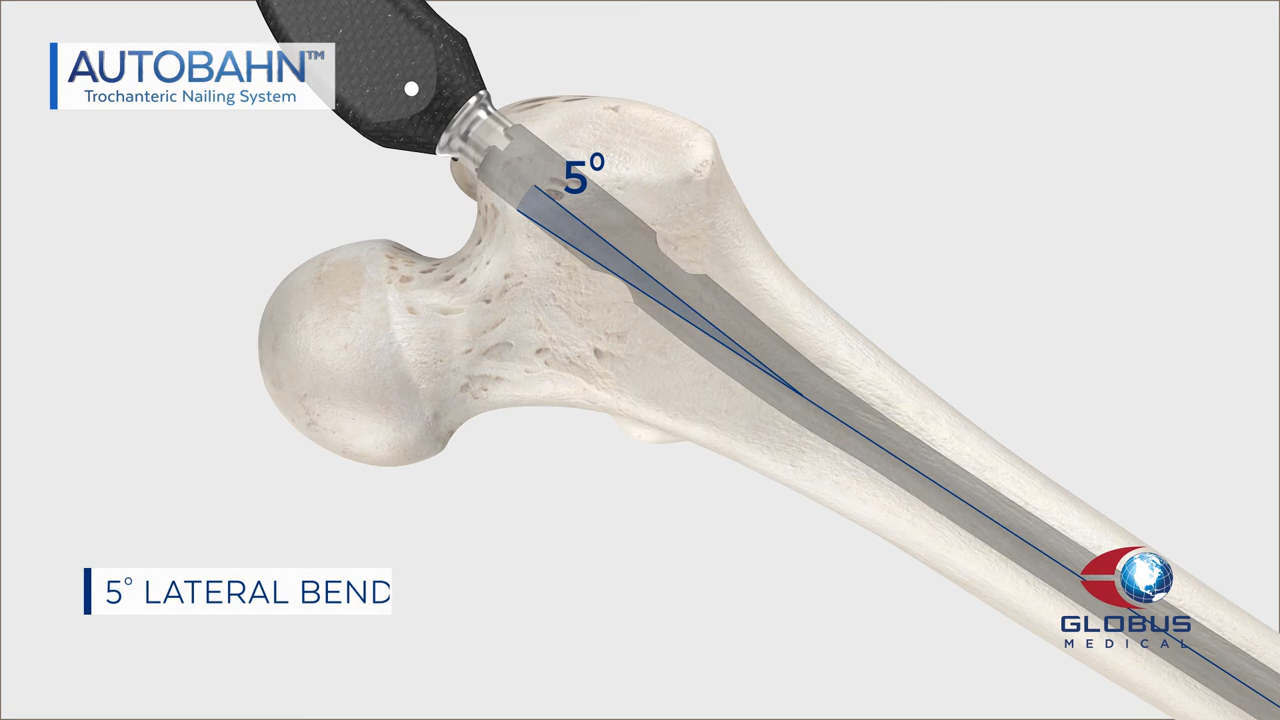 AUTOBAHN™
Trochanteric Nailing System
5°
5° LATERAL BEND
GLOBUS
MEDICAL